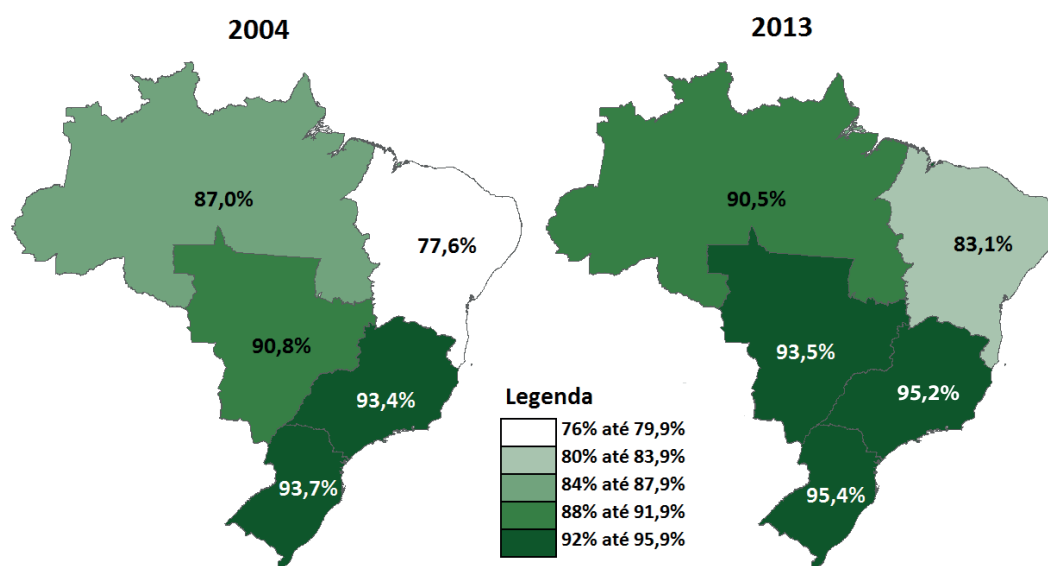 2004
2013
87,0%
77,6%
90,8%
93,4%
93,7%
90,5%
83,1%
93,5%
95,2%
95,4%
Legenda
76% até 79,9%
80% até 83,9%
84% até 87,9%
88% até 91,9%
92% até 95,9%